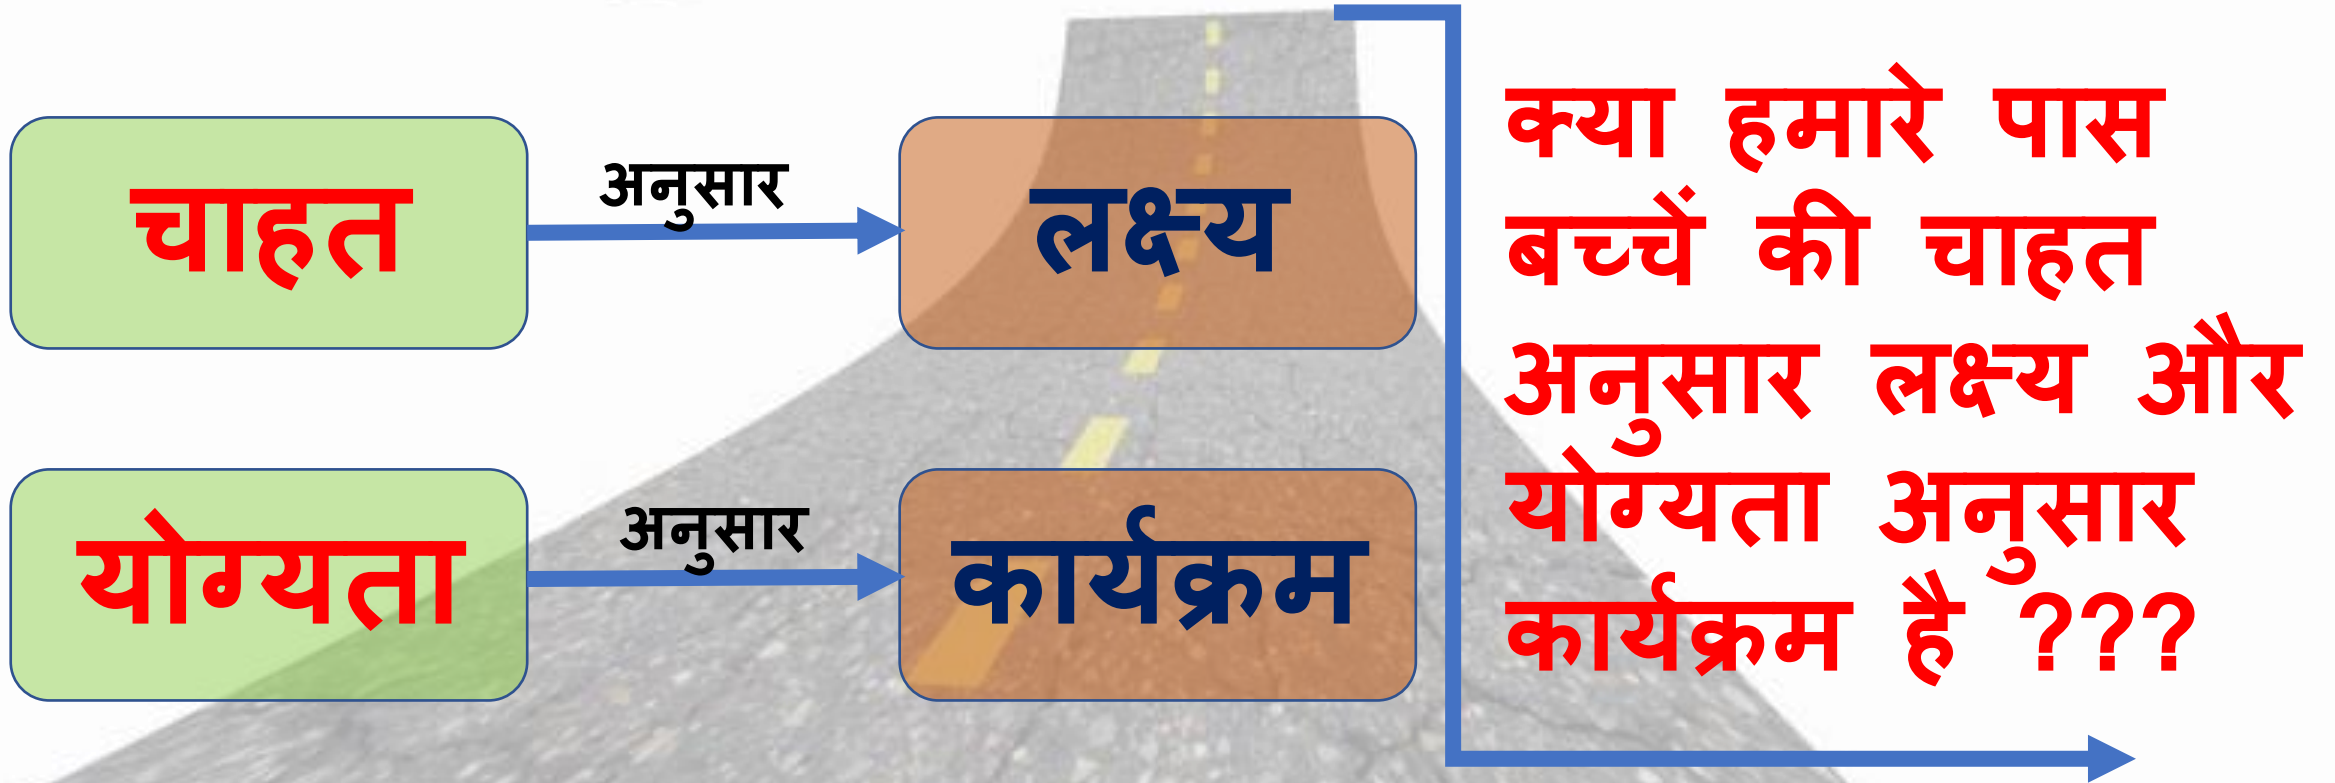 चाहत
अनुसार
लक्ष्य
योग्यता
अनुसार
कार्यक्रम
क्या हमारे पास
बच्चें की चाहत
अनुसार लक्ष्य और
योग्यता अनुसार
कार्यक्रम है ???